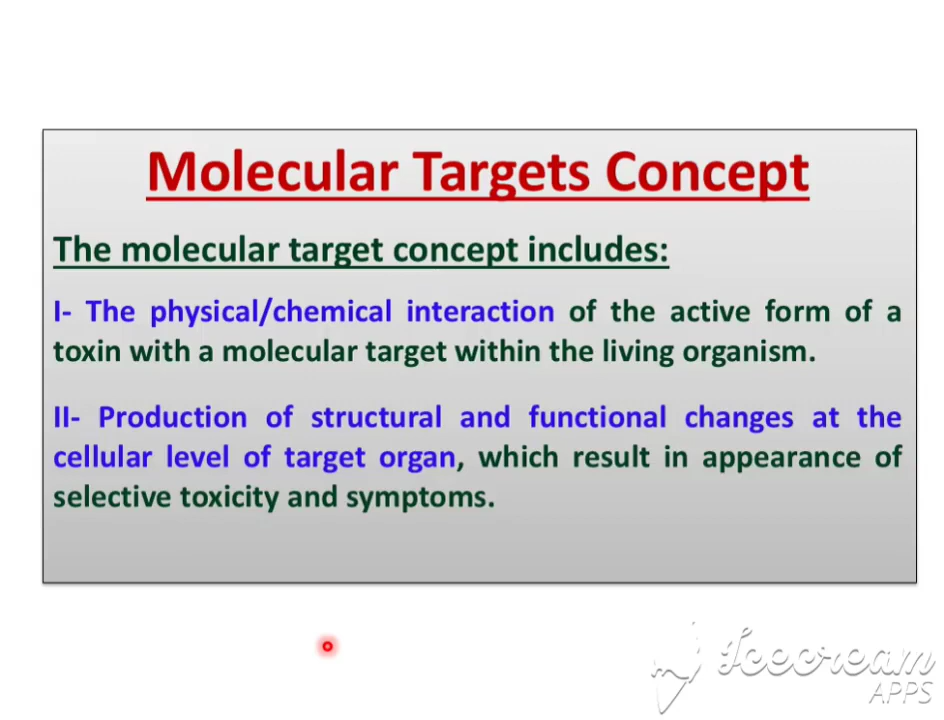 Molecular Targets Concept
The molecular target concept includes:
I- The physical/chemical interaction of the active form of a
toxin with a molecular target within the living organism.
II- Production of structural and functional changes at the
cellular level of target organ, which result in appearance of
selective toxicity and symptoms.
Icecream
APPS